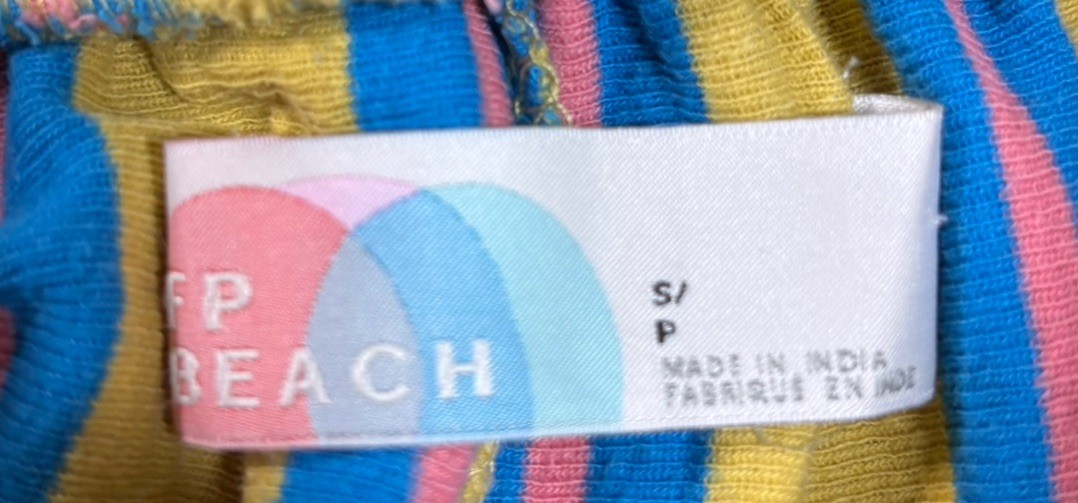 FP
BEACH
S/
P
MADE IN INDIA
FABRIQUE EN INDE